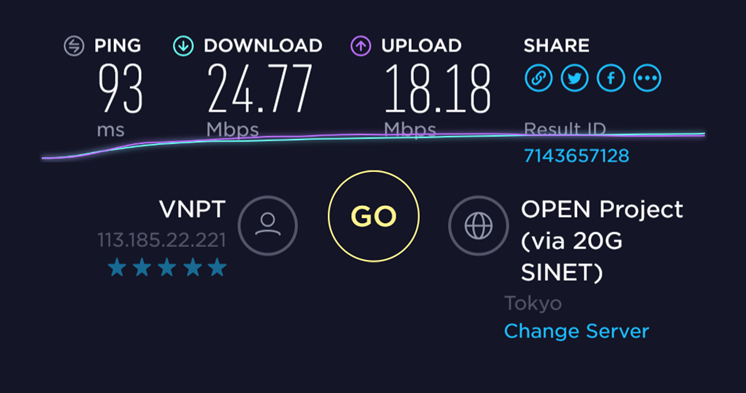 PING DOWNLOAD UPLOAD SHARE
93 24.77 18.18
ms Mbps Mbps Result ID
7143657128
VNPT GO OPEN Project
113.185.22.221 (via 20G
SINET)
Tokyo
Change Server